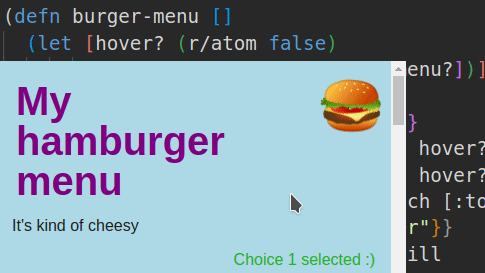 (defn burger-menu []
(let [hover? (r/atom false)
enu?])]
}
hover?
hover?
ch [:to
r"}}
ill
My
hamburger
menu
It's kind of cheesy
Choice 1 selected :)